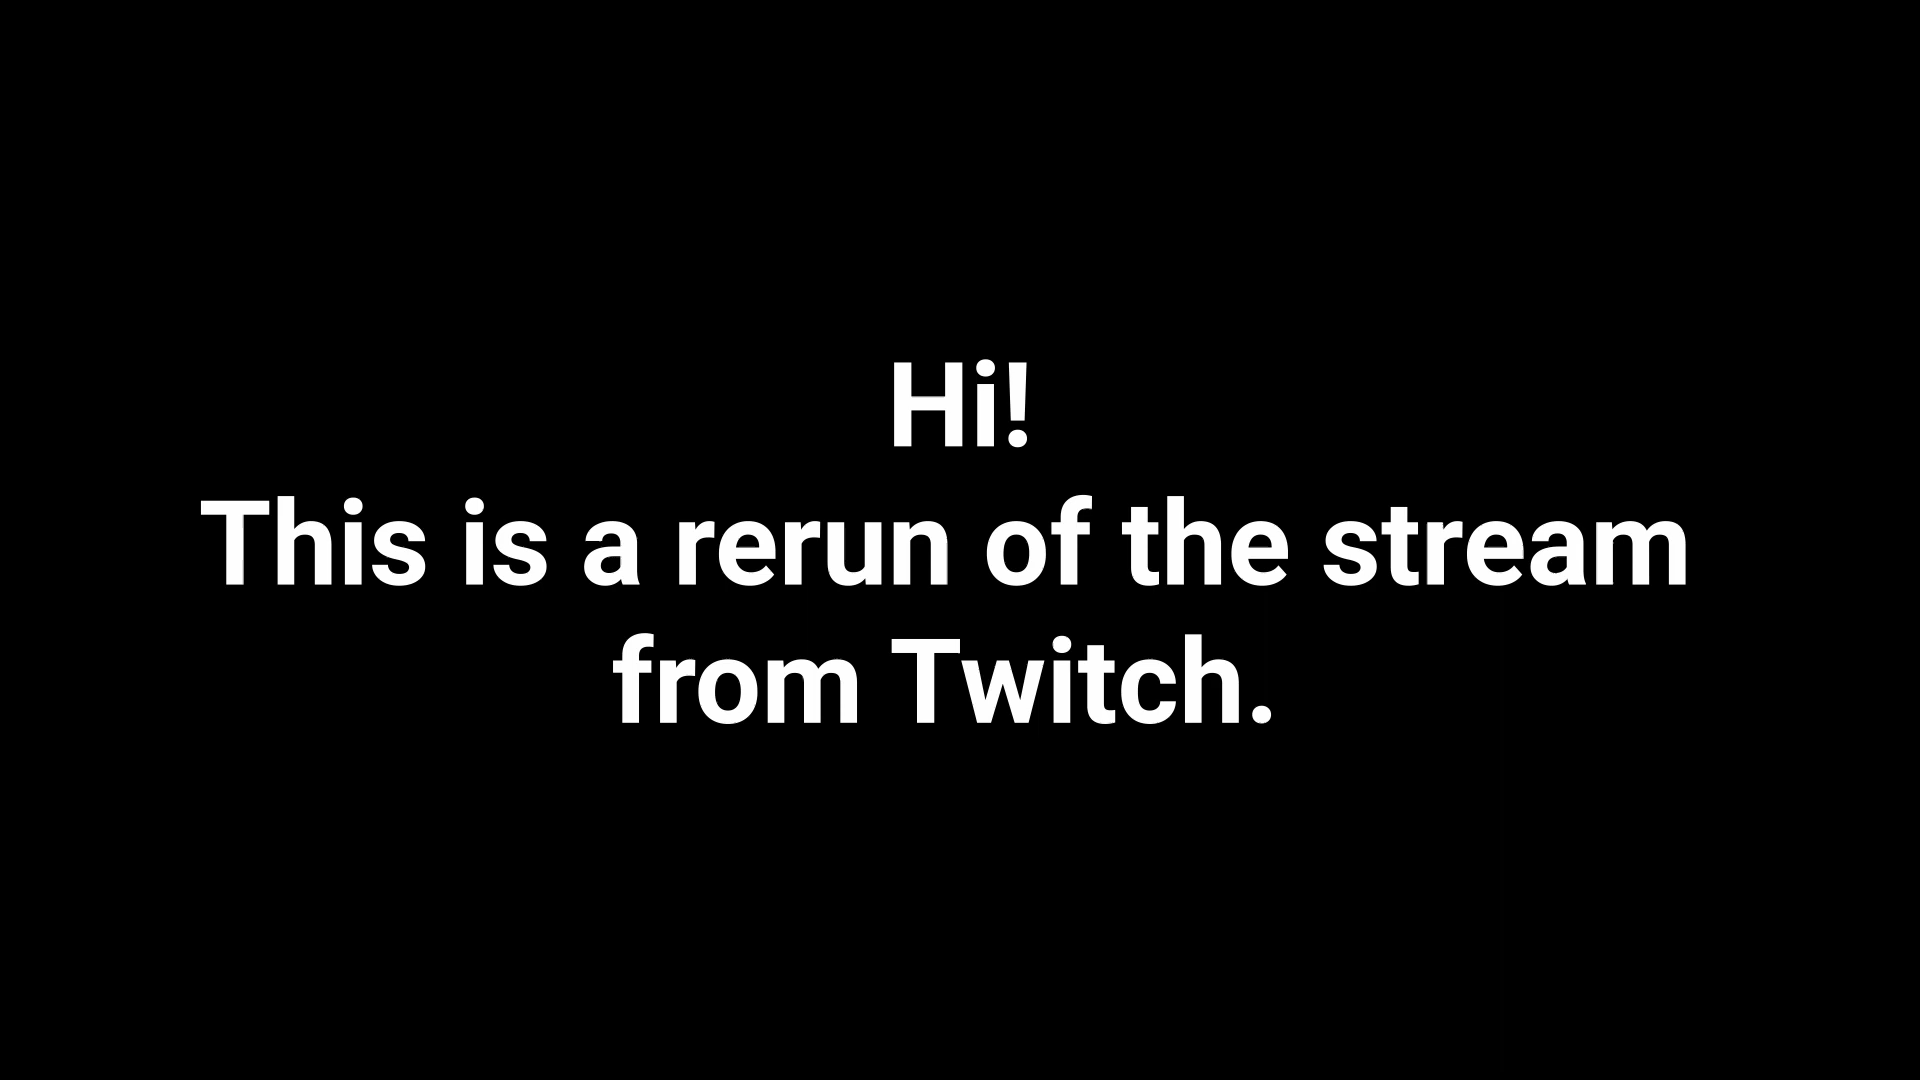 Hi!
This is a rerun of the stream
from Twitch.